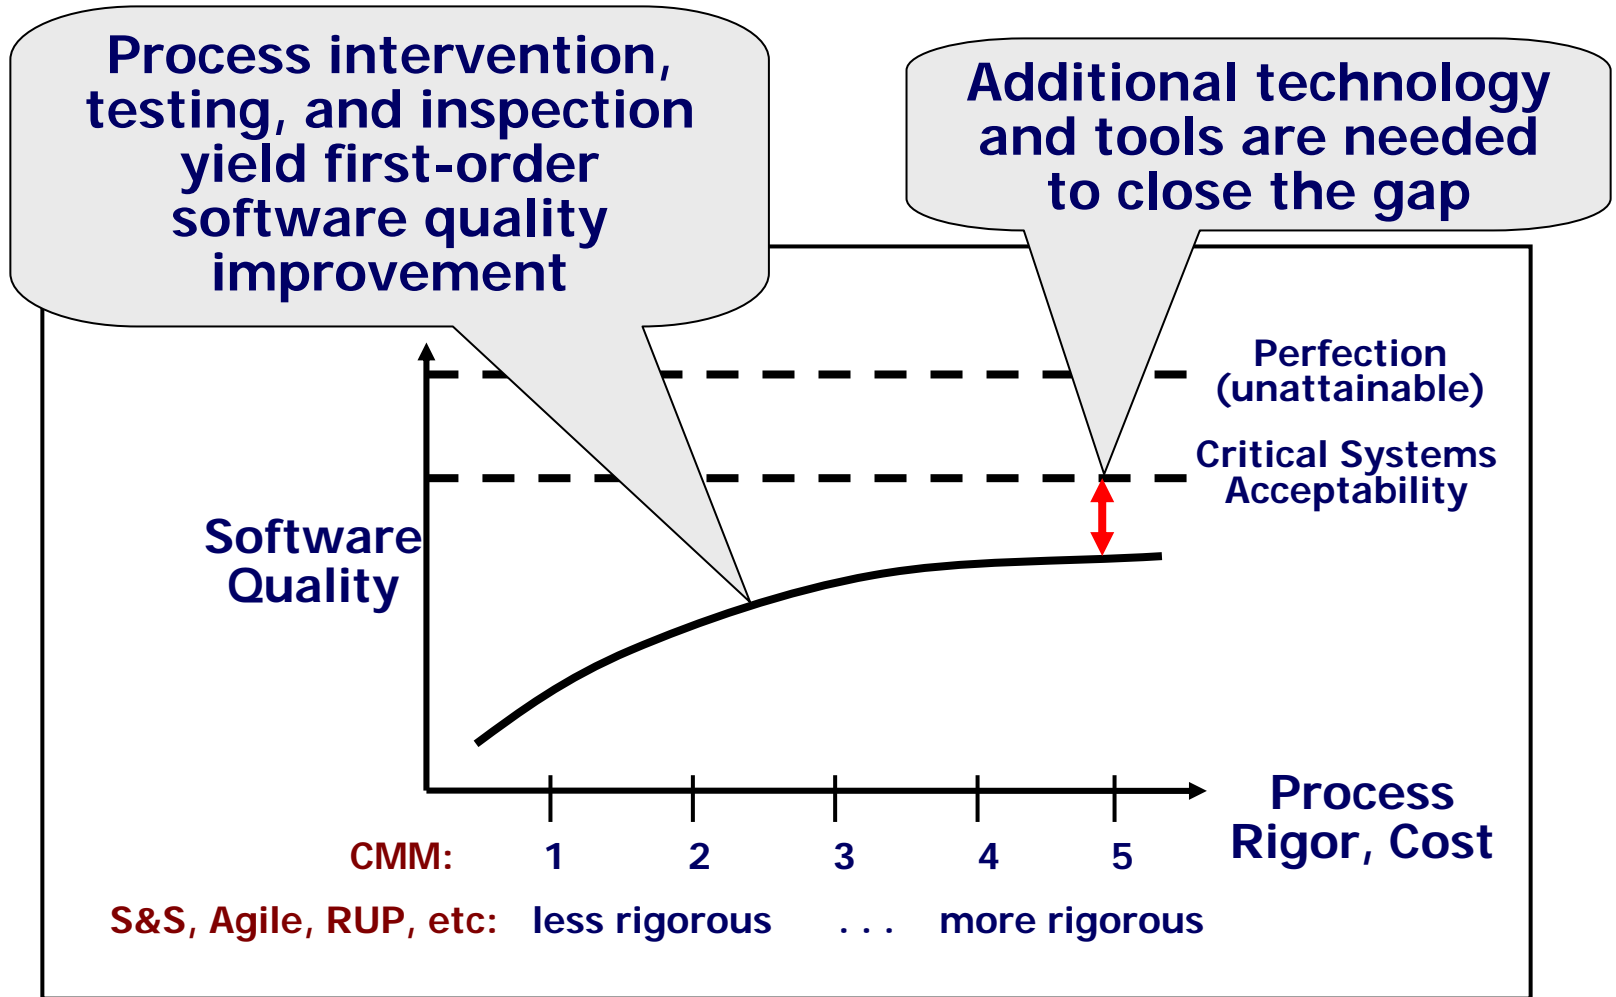 Process intervention,
testing, and inspection
yield first-order
software quality
improvement
Additional technology
and tools are needed
to close the gap
Perfection
(unattainable)
Critical Systems
Acceptability
Software
Quality
Process
Rigor, Cost
CMM: 1 2 3 4 5
S&S, Agile, RUP, etc: less rigorous . . . more rigorous